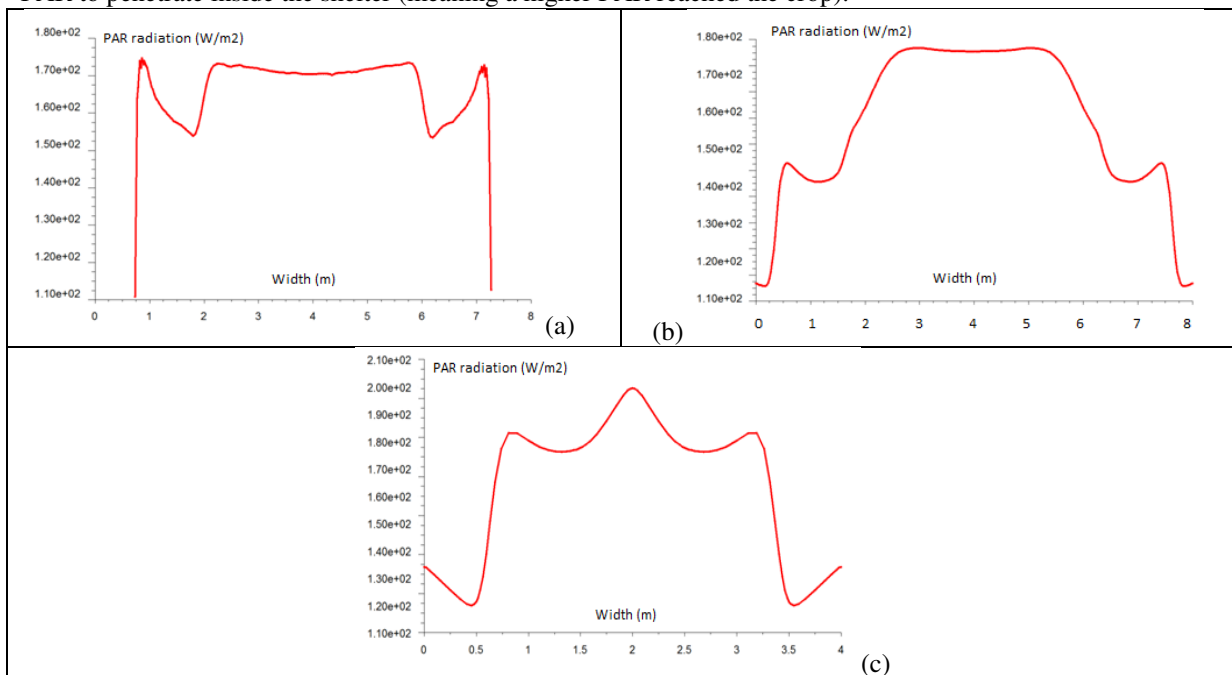 PAR to penetrate inside the shelter (meaning a higher PAR reached the crop).
PAR radiation (W/m2)
1.80e+02
1.70e+02
1.60e+02
1.50e+02
1.40e+02
1.30e+02
1.20e+02
1.10e+02
Width (m)
0 1 2 3 4 5 6 7 8
(a)
PAR radiation (W/m2)
1.80e+02
1.70e+02
1.60e+02
1.50e+02
1.40e+02
1.30e+02
1.20e+02
1.10e+02
Width (m)
0 1 2 3 4 5 6 7 8
(b)
PAR radiation (W/m2)
2.10e+02
2.00e+02
1.90e+02
1.80e+02
1.70e+02
1.60e+02
1.50e+02
1.40e+02
1.30e+02
1.20e+02
1.10e+02
Width (m)
0 0.5 1 1.5 2 2.5 3 3.5 4
(c)